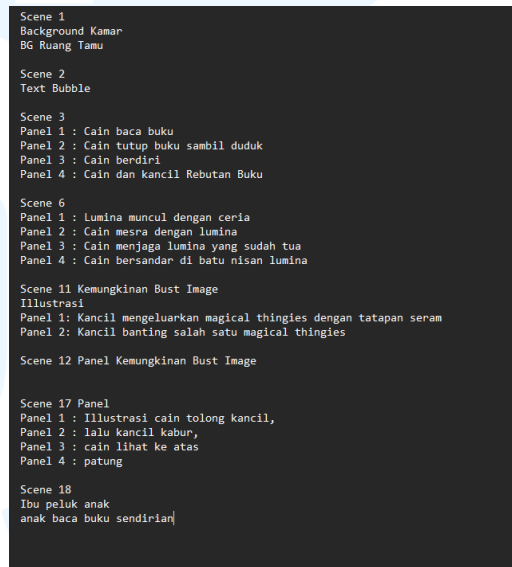 Scene 1
Background Kamar
BG Ruang Tamu
Scene 2
Text Bubble
Scene 3
Panel 1 : Cain baca buku
Panel 2 : Cain tutup buku sambil duduk
Panel 3 : Cain berdiri
Panel 4 : Cain dan kancil Rebutan Buku
Scene 6
Panel 1 : Lumina muncul dengan ceria
Panel 2 : Cain mesra dengan lumina
Panel 3 : Cain menjaga lumina yang sudah tua
Panel 4 : Cain bersandar di batu nisan lumina
Scene 11 Kemungkinan Bust Image
Illustrasi
Panel 1: Kancil mengeluarkan magical thingies dengan tatapan seram
Panel 2: Kancil banting salah satu magical thingies
Scene 12 Panel Kemungkinan Bust Image
Scene 17 Panel
Panel 1 : Illustrasi cain tolong kancil,
Panel 2 : lalu kancil kabur,
Panel 3 : cain lihat ke atas
Panel 4 : patung
Scene 18
Ibu peluk anak
anak baca buku sendirian